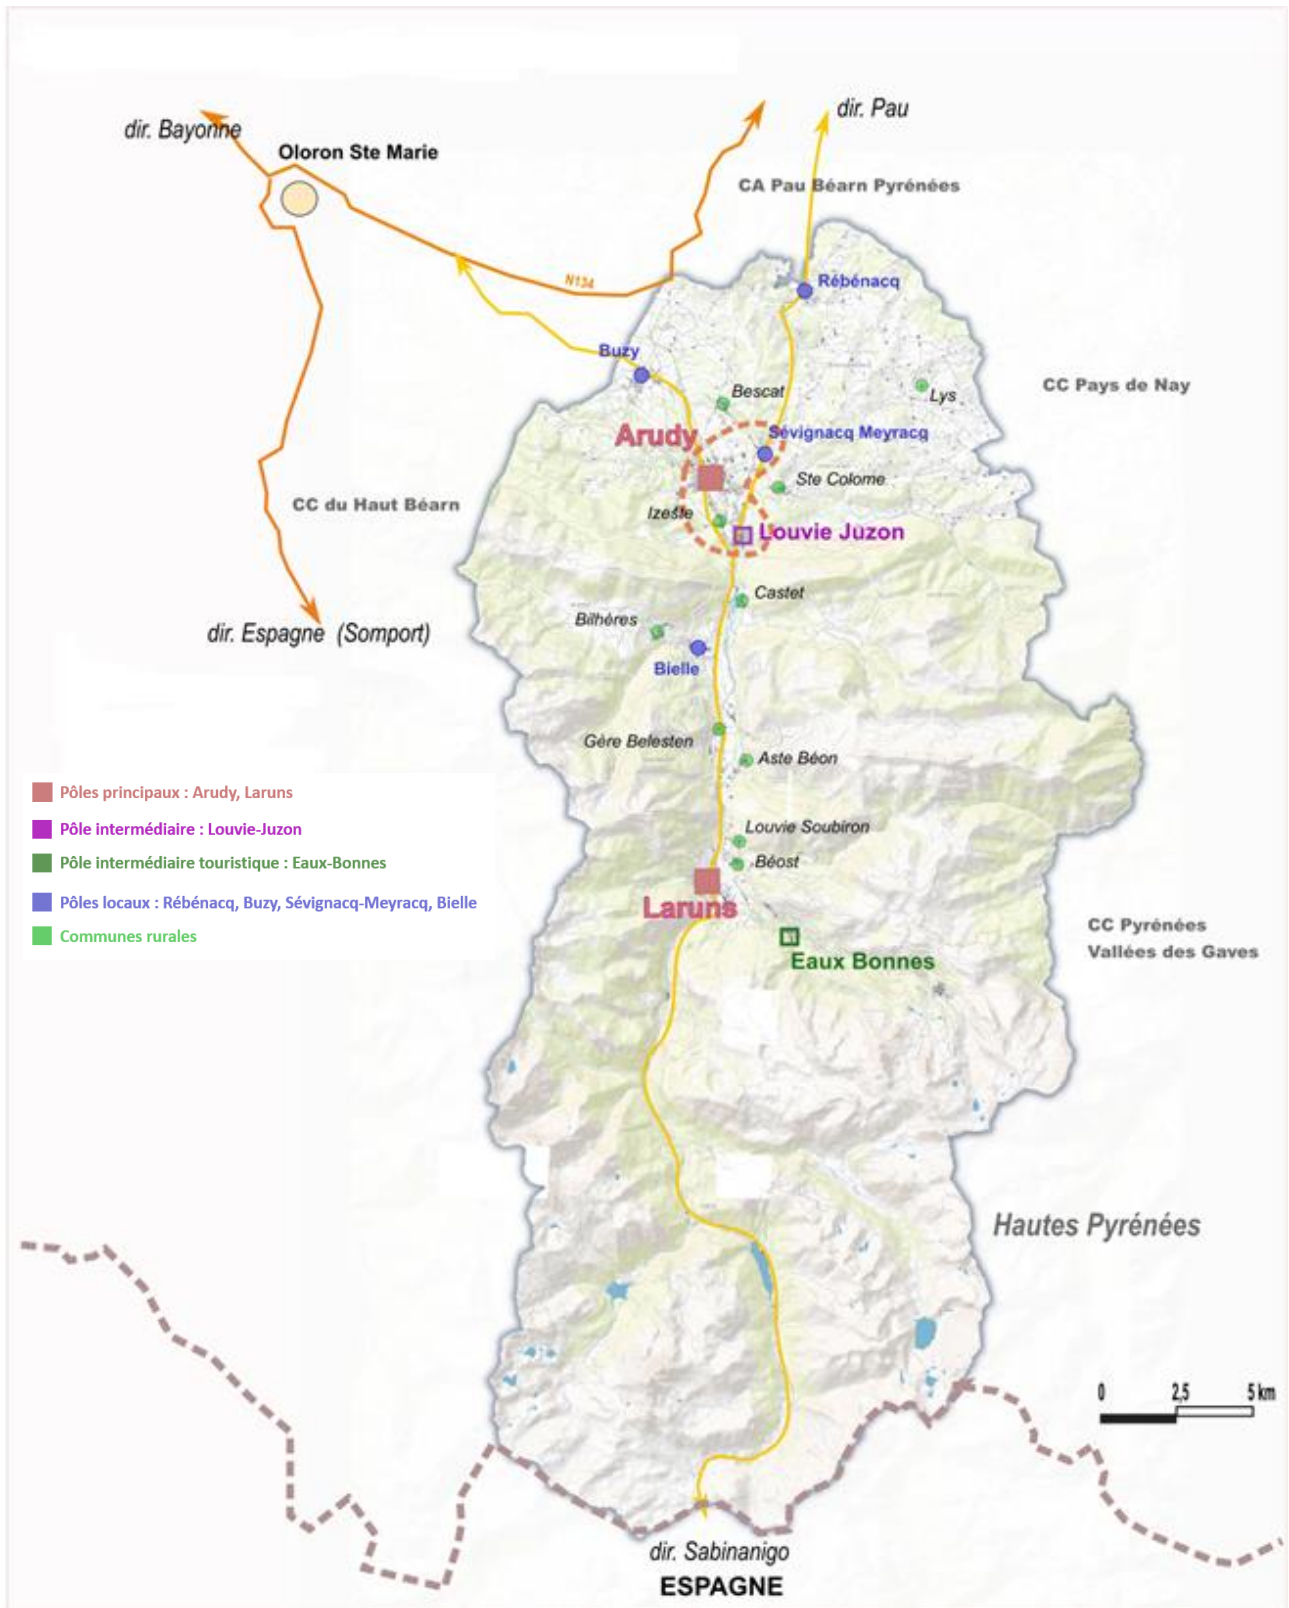 dir. Pau
dir. Bayonne
Oloron Ste Marie
CA Pau Béarn Pyrénées
N134
Rébénacq
Buzy
Bescat
Lys
CC Pays de Nay
Arudy
Sévignacq Meyracq
Ste Colome
CC du Haut Béarn
Izeste
Louvie Juzon
Castet
Bilhères
dir. Espagne (Somport)
Bielle
Gère Belesten
Aste Béon
Pôles principaux : Arudy, Laruns
Pôle intermédiaire : Louvie-Juzon
Louvie Soubiron
Pôle intermédiaire touristique : Eaux-Bonnes
Béost
Pôles locaux : Rébénacq, Buzy, Sévignacq-Meyracq, Bielle
Laruns
Communes rurales
CC Pyrénées
Vallées des Gaves
Eaux Bonnes
Hautes Pyrénées
0 2,5 5 km
dir. Sabinanigo
ESPAGNE